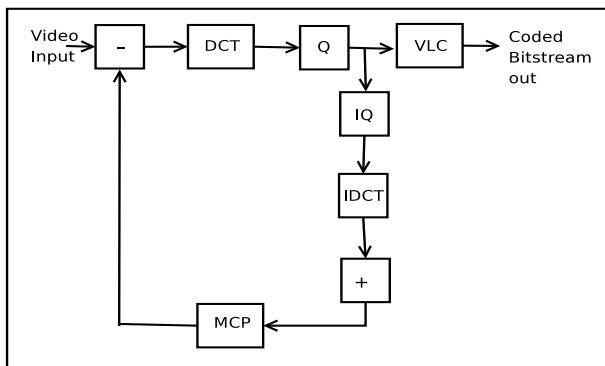 Video
Input
–
DCT
Q
VLC
Coded
Bitstream
out
IQ
IDCT
+
MCP